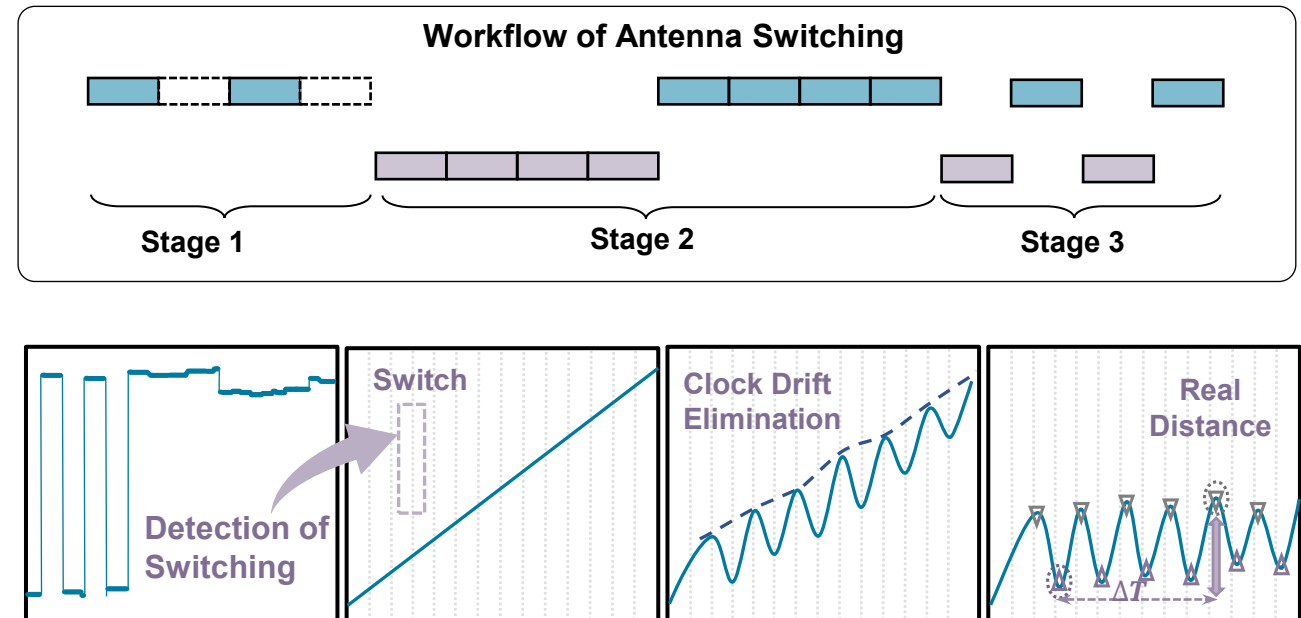 Workflow of Antenna Switching
Stage 1
Stage 2
Stage 3
Detection of
Switching
Switch
Clock Drift
Elimination
Real
Distance
ΔT